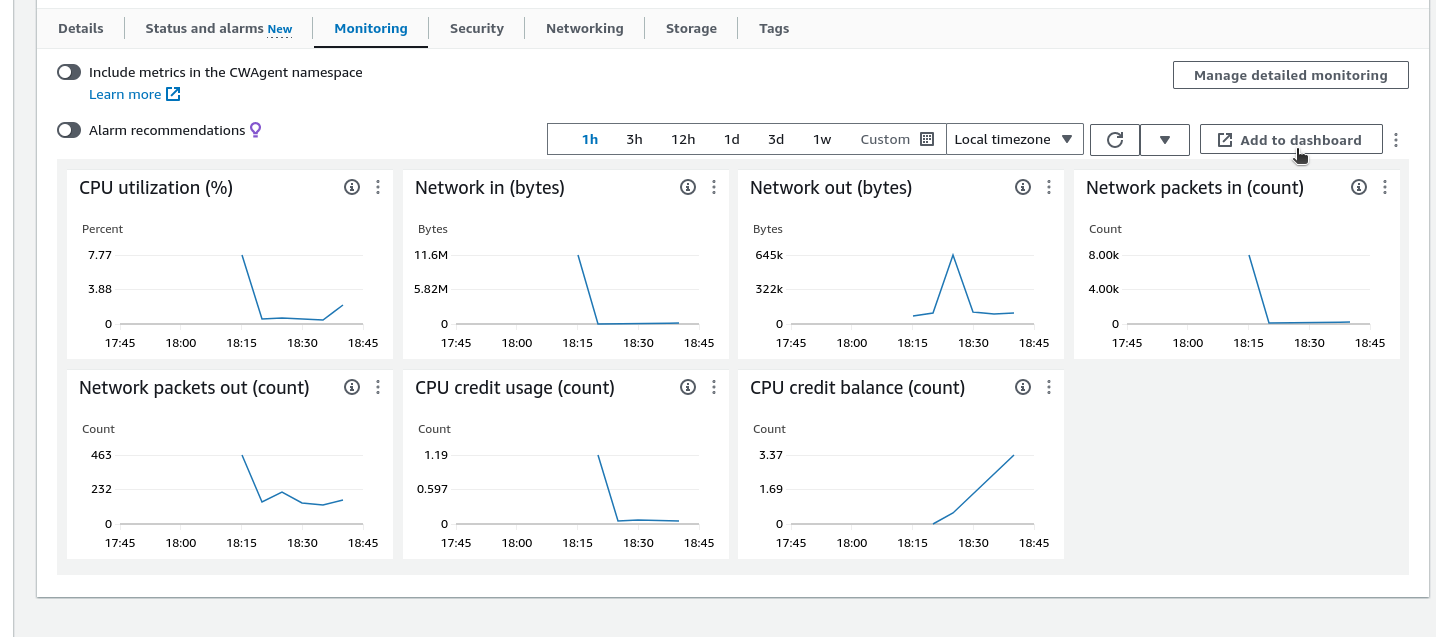 Details Status and alarms New Monitoring Security Networking Storage Tags
Include metrics in the CWAgent namespace
Learn more
Manage detailed monitoring
Alarm recommendations
1h 3h 12h 1d 3d 1w Custom Local timezone Add to dashboard
CPU utilization (%)
Percent
7.77
3.88
0
17:45 18:00 18:15 18:30 18:45
Network in (bytes)
Bytes
11.6M
5.82M
0
17:45 18:00 18:15 18:30 18:45
Network out (bytes)
Bytes
645k
322k
0
17:45 18:00 18:15 18:30 18:45
Network packets in (count)
Count
8.00k
4.00k
0
17:45 18:00 18:15 18:30 18:45
Network packets out (count)
Count
463
232
0
17:45 18:00 18:15 18:30 18:45
CPU credit usage (count)
Count
1.19
0.597
0
17:45 18:00 18:15 18:30 18:45
CPU credit balance (count)
Count
3.37
1.69
0
17:45 18:00 18:15 18:30 18:45